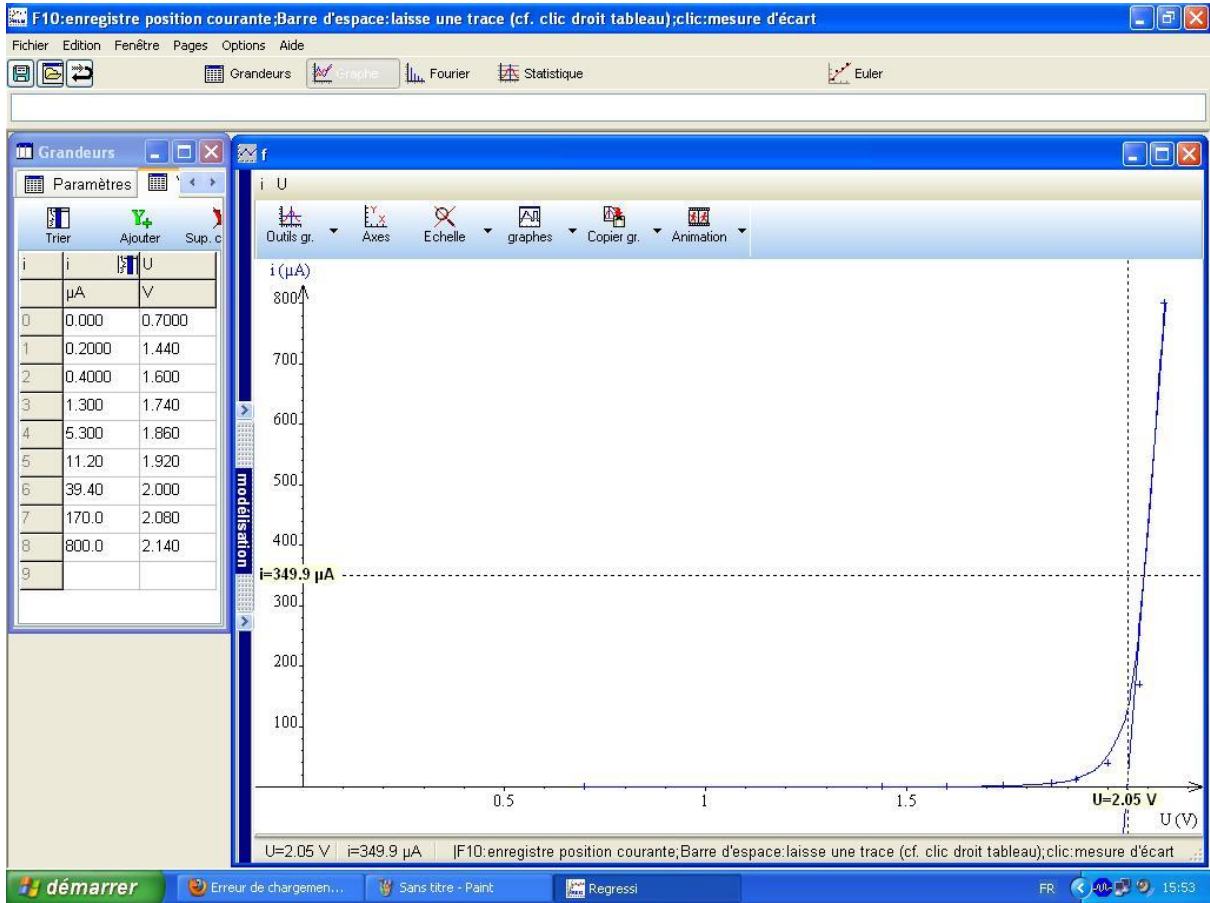 F10:enregistre position courante;Barre d'espace:laisse une trace (cf. clic droit tableau);clic:mesure d'écart
Fichier Edition Fenêtre Pages Options Aide
Grandeurs Graphe Fourier Statistique Euler
Grandeurs
Paramètres
Trier Ajouter Sup. c
i i U
µA V
0 0.000 0.7000
1 0.2000 1.440
2 0.4000 1.600
3 1.300 1.740
4 5.300 1.860
5 11.20 1.920
6 39.40 2.000
7 170.0 2.080
8 800.0 2.140
9
modélisation
f
i U
Outils gr. Axes Echelle graphes Copier gr. Animation
i (µA)
800
700
600
500
400
i=349.9 µA
300
200
100
0.5 1 1.5 U=2.05 V
U (V)
U=2.05 V i=349.9 µA |F10:enregistre position courante;Barre d'espace:laisse une trace (cf. clic droit tableau);clic:mesure d'écart
démarrer Erreur de chargemen... Sans titre - Paint Regressi FR 15:53